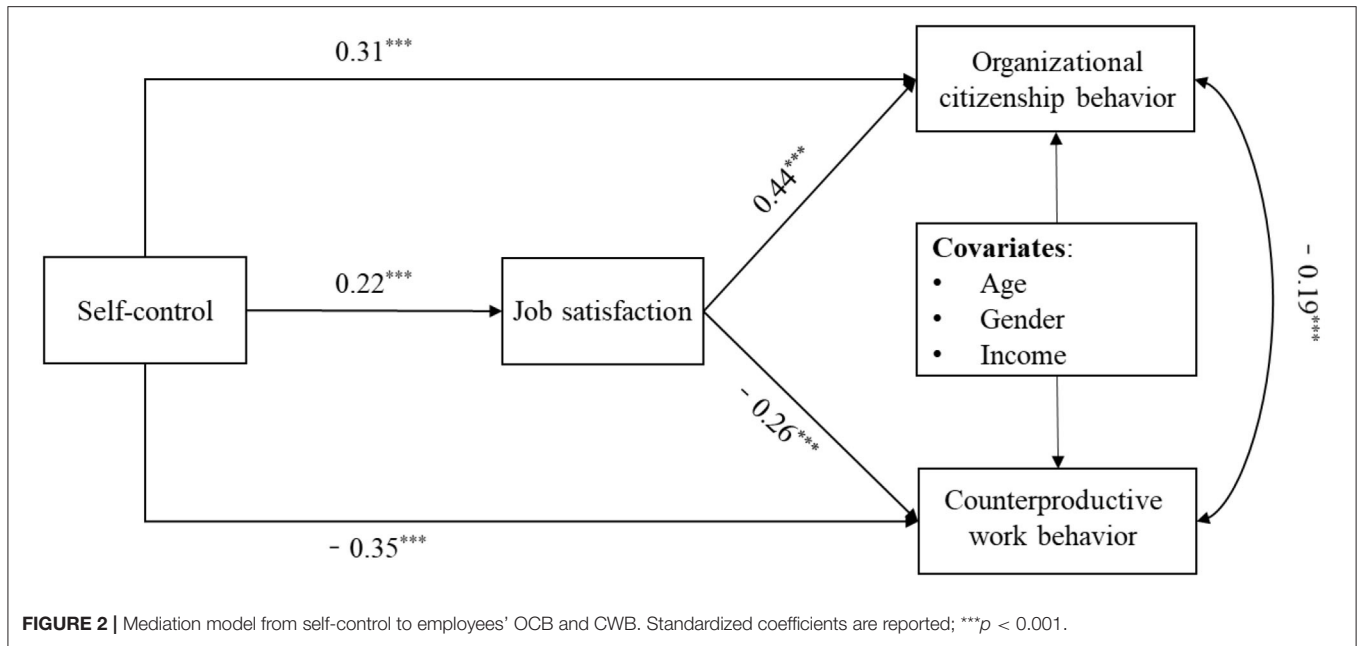 0.31***
Organizational
citizenship behavior
0.44***
Self-control
0.22***
Job satisfaction
Covariates:
• Age
• Gender
• Income
- 0.19***
- 0.26***
Counterproductive
work behavior
- 0.35***
FIGURE 2 | Mediation model from self-control to employees' OCB and CWB. Standardized coefficients are reported; ***p < 0.001.